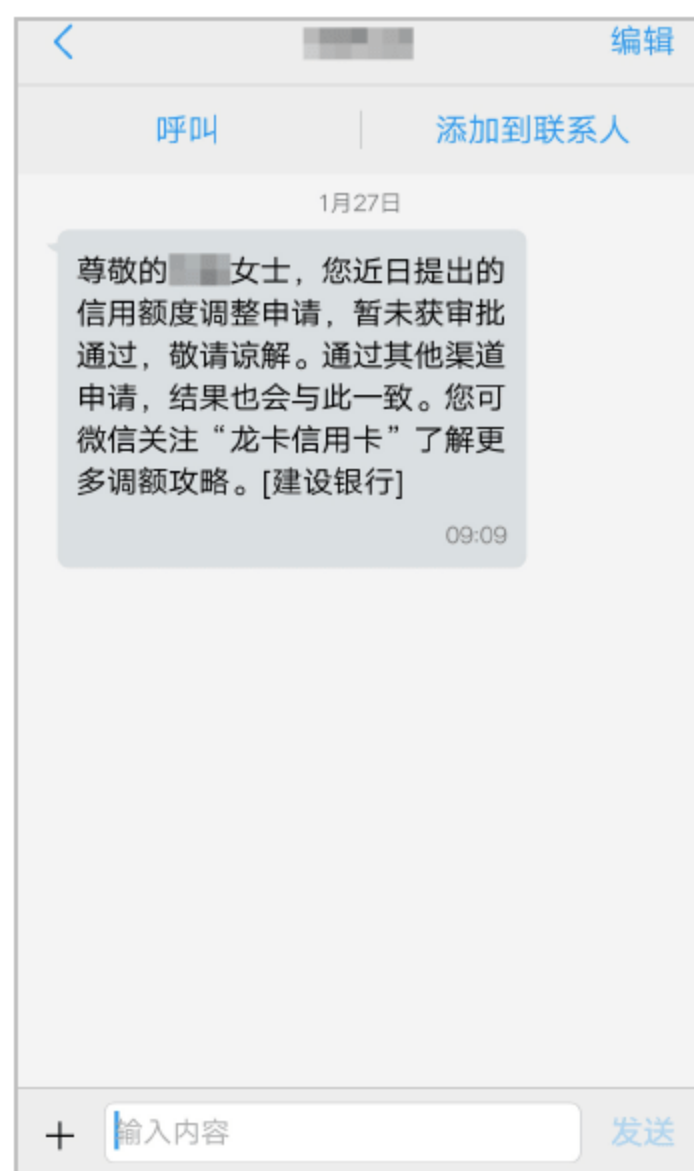 编辑
呼叫
添加到联系人
1月27日
尊敬的女士，您近日提出的
信用额度调整申请，暂未获审批
通过，敬请谅解。通过其他渠道
申请，结果也会与此一致。您可
微信关注“龙卡信用卡”了解更
多调额攻略。[建设银行]
09:09
输入内容
发送